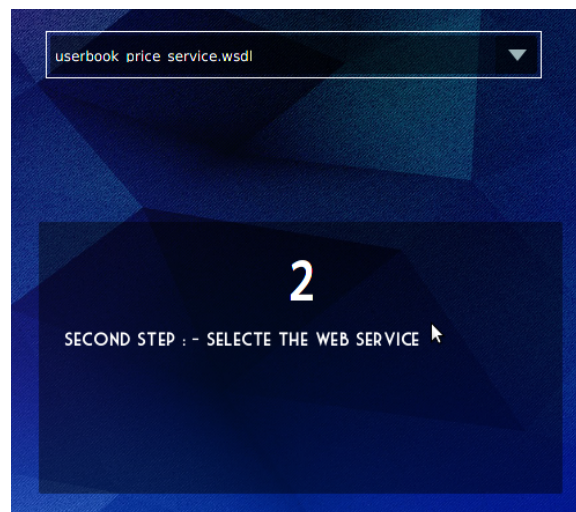 userbook price service.wsdl
2
SECOND STEP : - SELECTE THE WEB SERVICE